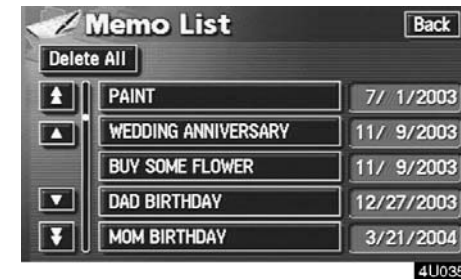 Memo List Back
Delete All
PAINT 7/ 1/2003
WEDDING ANNIVERSARY 11/ 9/2003
BUY SOME FLOWER 11/ 9/2003
DAD BIRTHDAY 12/27/2003
MOM BIRTHDAY 3/21/2004